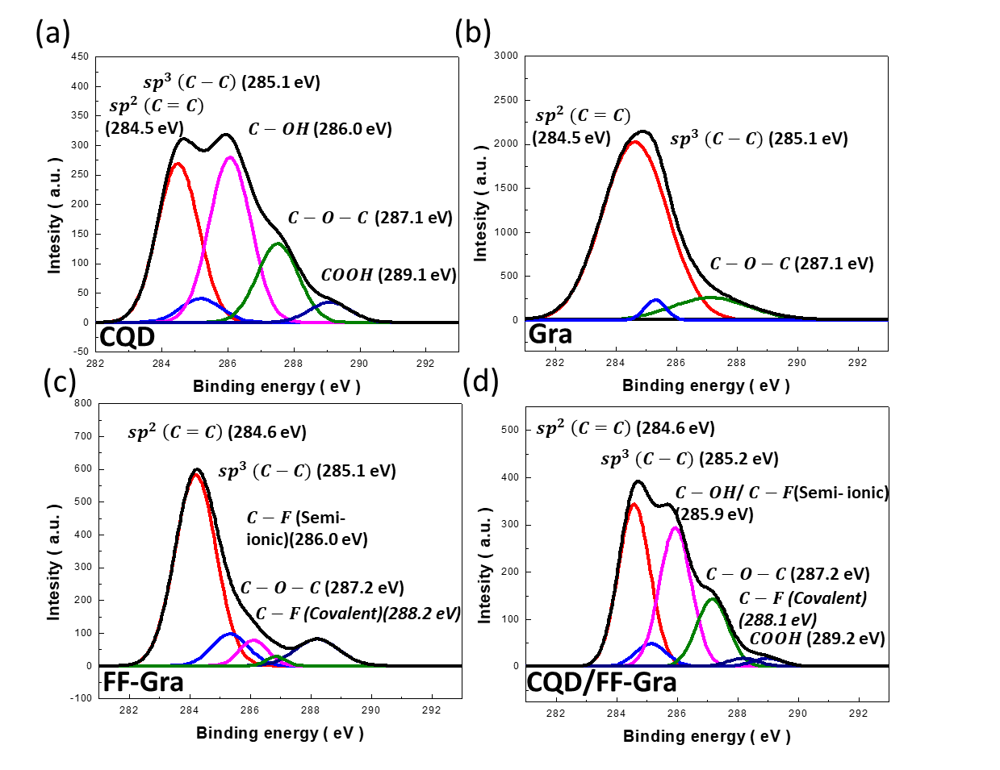 (a)
450
400
350
300
250
200
150
100
50
0
-50
Intesity ( a.u. )
sp³ (C − C) (285.1 eV)
sp² (C = C)
(284.5 eV)
C − OH (286.0 eV)
C − O − C (287.1 eV)
COOH (289.1 eV)
CQD
282 284 286 288 290 292
Binding energy ( eV )
(b)
3000
2500
2000
1500
1000
500
0
Intesity ( a.u. )
sp² (C = C)
(284.5 eV)
sp³ (C − C) (285.1 eV)
C − O − C (287.1 eV)
Gra
282 284 286 288 290 292
Binding energy ( eV )
(c)
800
700
600
500
400
300
200
100
0
-100
Intesity ( a.u. )
sp² (C = C) (284.6 eV)
sp³ (C − C) (285.1 eV)
C − F (Semi-
ionic)(286.0 eV)
C − O − C (287.2 eV)
C − F (Covalent)(288.2 eV)
FF-Gra
282 284 286 288 290 292
Binding energy ( eV )
(d)
500
400
300
200
100
0
Intesity ( a.u. )
sp² (C = C) (284.6 eV)
sp³ (C − C) (285.2 eV)
C − OH/ C − F(Semi- ionic)
(285.9 eV)
C − O − C (287.2 eV)
C − F (Covalent)
(288.1 eV)
COOH (289.2 eV)
CQD/FF-Gra
282 284 286 288 290 292
Binding energy ( eV )